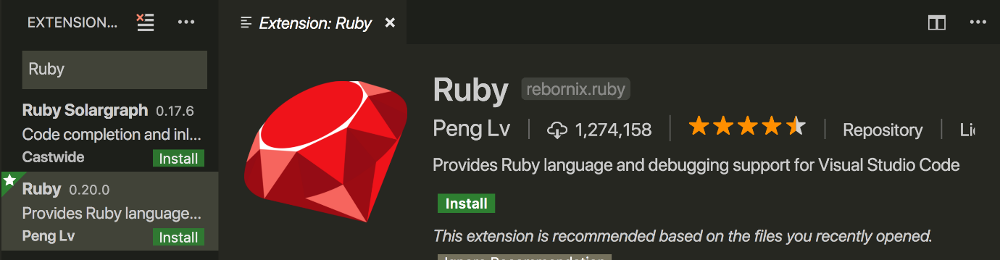 EXTENSION...
Ruby
Ruby Solargraph 0.17.6
Code completion and inl...
Castwide Install
Ruby 0.20.0
Provides Ruby language...
Peng Lv Install
Extension: Ruby
Ruby rebornix.ruby
Peng Lv 1,274,158 Repository
Provides Ruby language and debugging support for Visual Studio Code
Install
This extension is recommended based on the files you recently opened.
Ignore Recommendation